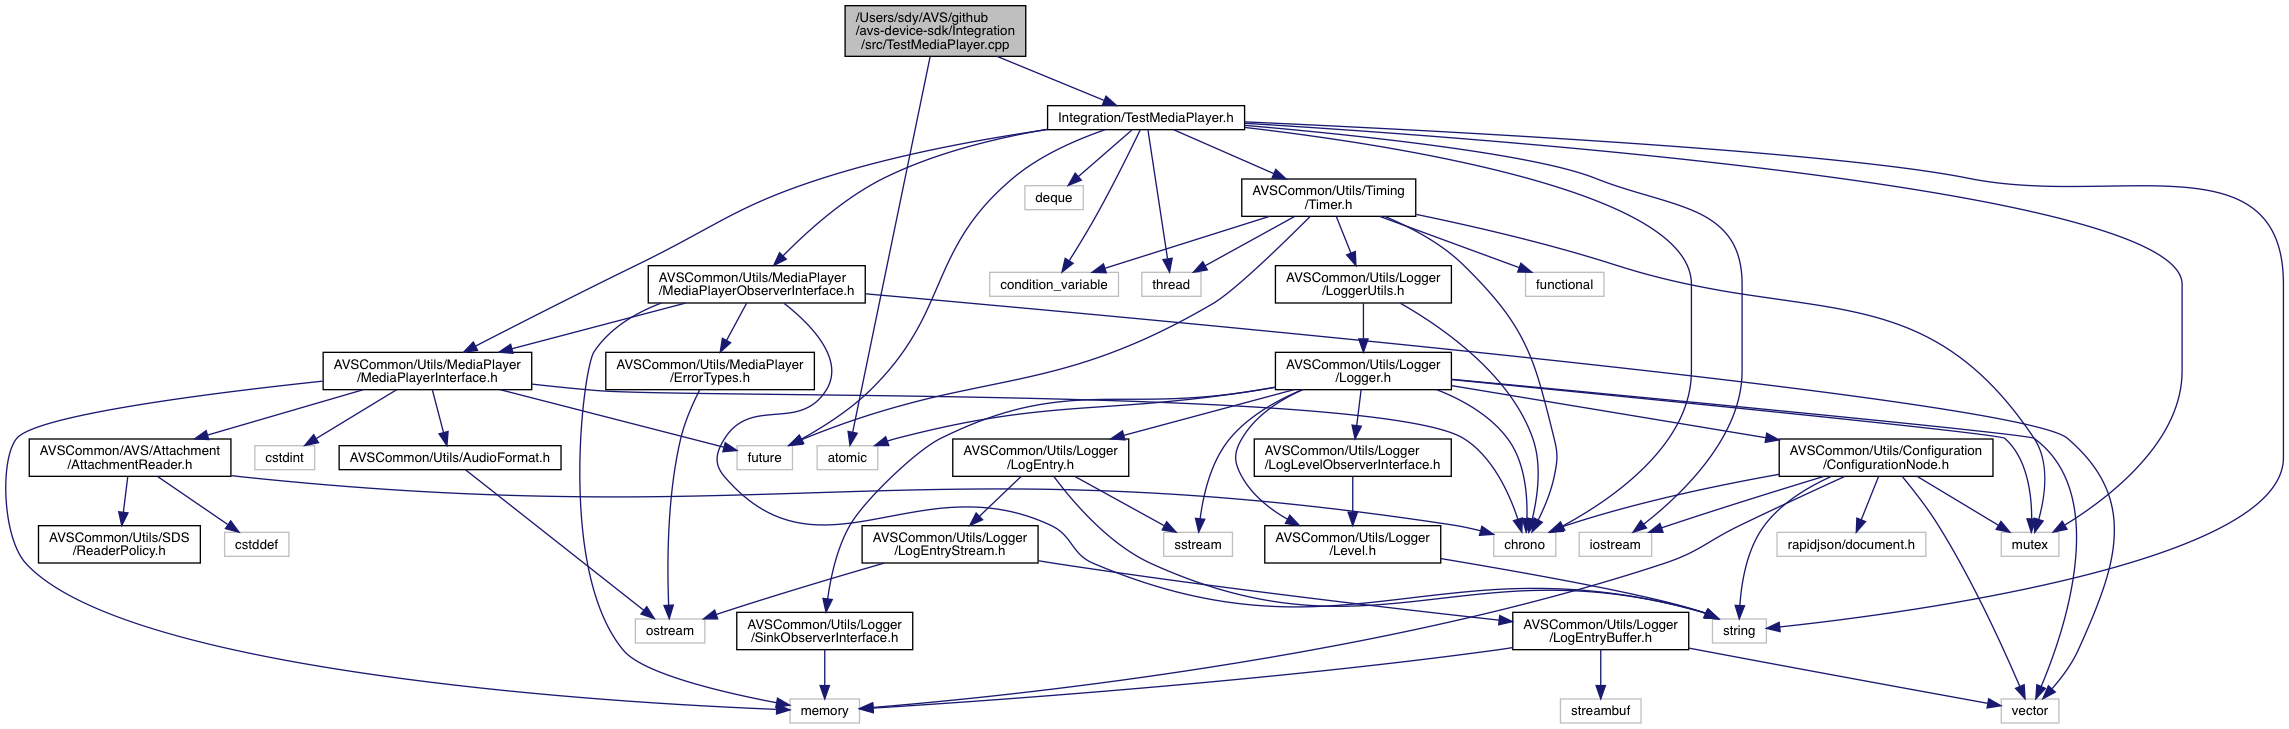 /Users/sdy/AVS/github
/avs-device-sdk/Integration
/src/TestMediaPlayer.cpp
Integration/TestMediaPlayer.h
deque
AVSCommon/Utils/Timing
/Timer.h
AVSCommon/Utils/MediaPlayer
/MediaPlayerObserverInterface.h
condition_variable
thread
AVSCommon/Utils/Logger
/LoggerUtils.h
functional
AVSCommon/Utils/MediaPlayer
/MediaPlayerInterface.h
AVSCommon/Utils/MediaPlayer
/ErrorTypes.h
AVSCommon/Utils/Logger
/Logger.h
AVSCommon/AVS/Attachment
/AttachmentReader.h
cstdint
AVSCommon/Utils/AudioFormat.h
future
atomic
AVSCommon/Utils/Logger
/LogEntry.h
AVSCommon/Utils/Logger
/LogLevelObserverInterface.h
AVSCommon/Utils/Configuration
/ConfigurationNode.h
AVSCommon/Utils/SDS
/ReaderPolicy.h
cstddef
AVSCommon/Utils/Logger
/LogEntryStream.h
sstream
AVSCommon/Utils/Logger
/Level.h
chrono
iostream
rapidjson/document.h
mutex
ostream
AVSCommon/Utils/Logger
/SinkObserverInterface.h
AVSCommon/Utils/Logger
/LogEntryBuffer.h
string
memory
streambuf
vector